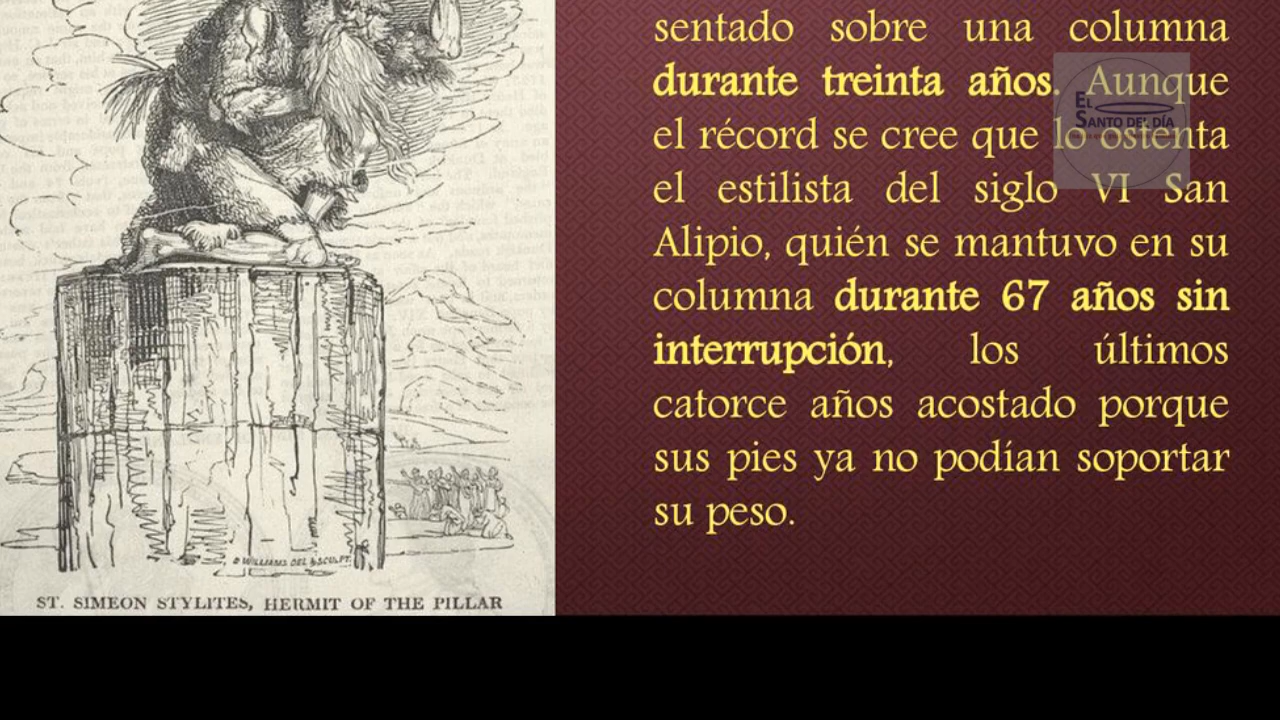 sentado sobre una columna
durante treinta años. Aunque
el récord se cree que lo ostenta
el estilista del siglo VI San
Alipio, quién se mantuvo en su
columna durante 67 años sin
interrupción, los últimos
catorce años acostado porque
sus pies ya no podían soportar
su peso.
EL
SANTO DEL DÍA
WILLIAMS DEL & SCULPT.
ST. SIMEON STYLITES, HERMIT OF THE PILLAR